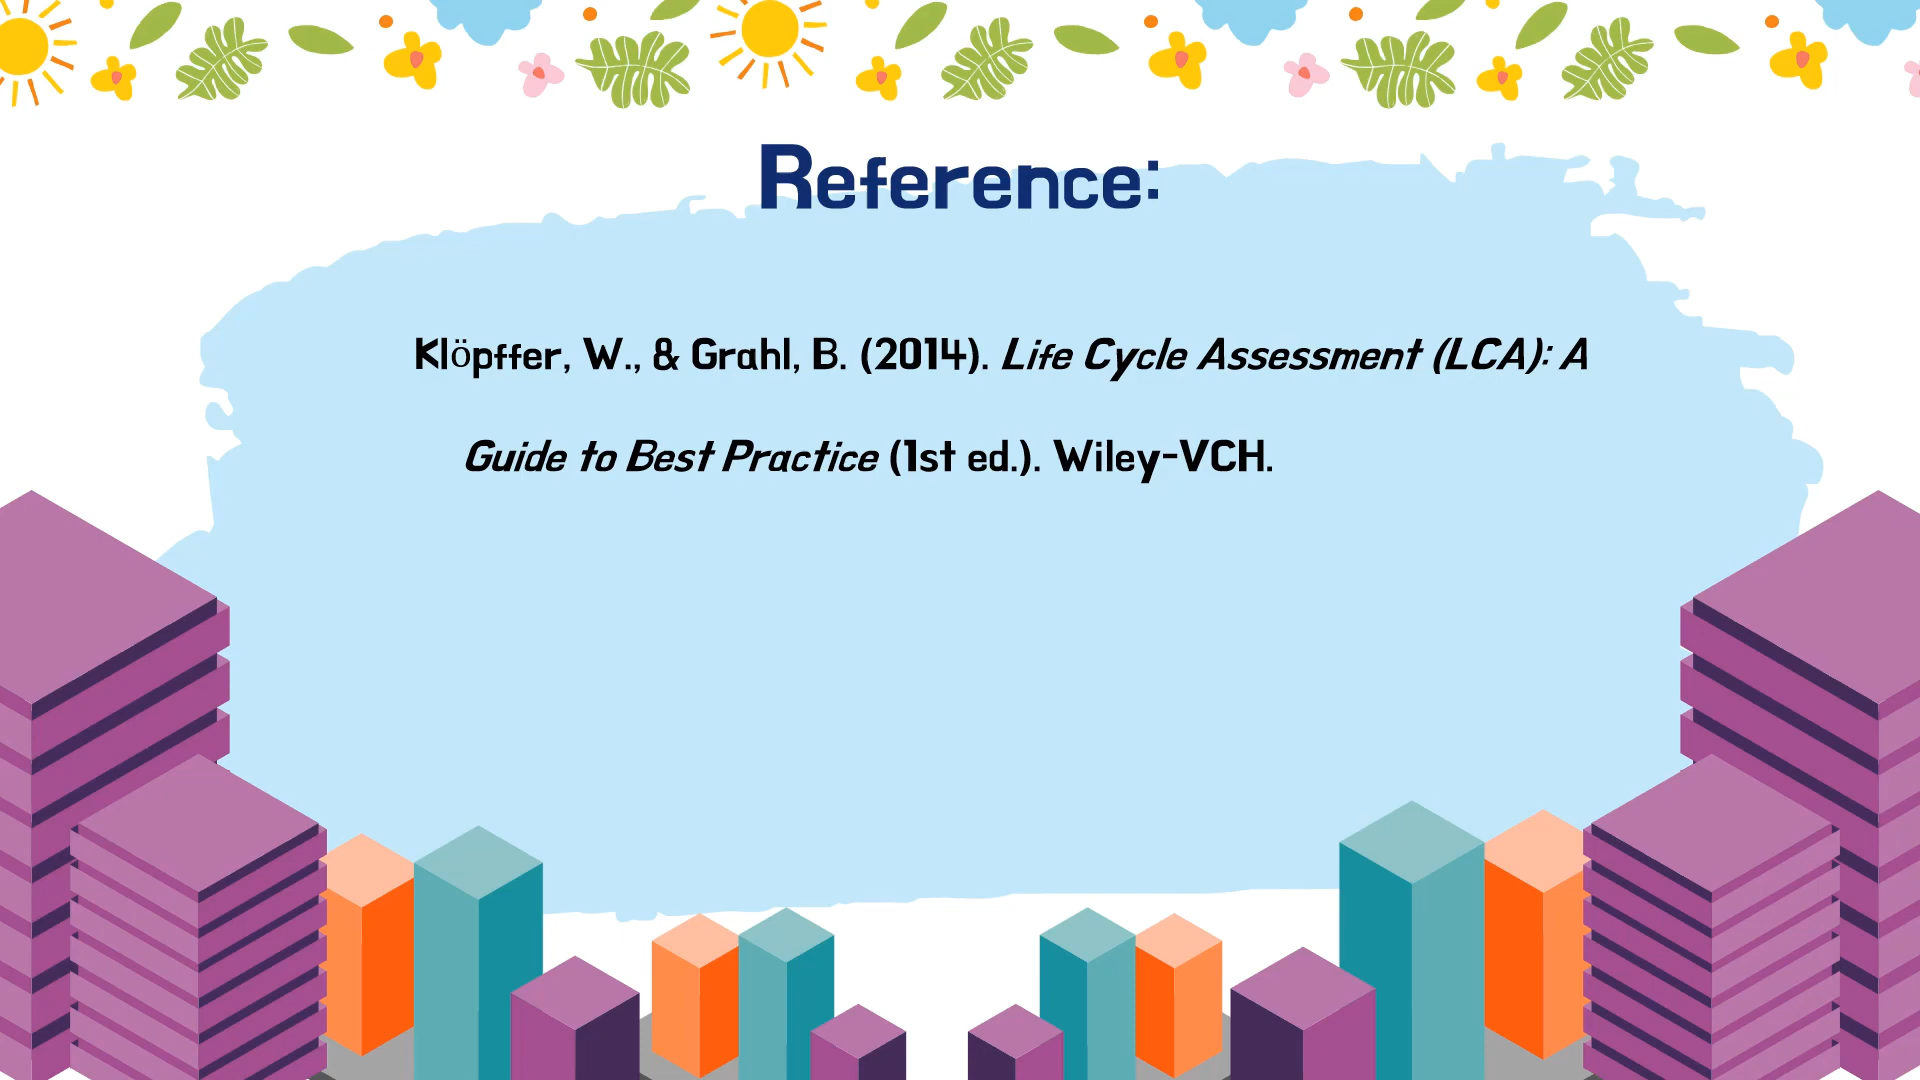 Reference:
Klöpffer, W., & Grahl, B. (2014). Life Cycle Assessment (LCA): A
Guide to Best Practice (1st ed.). Wiley-VCH.